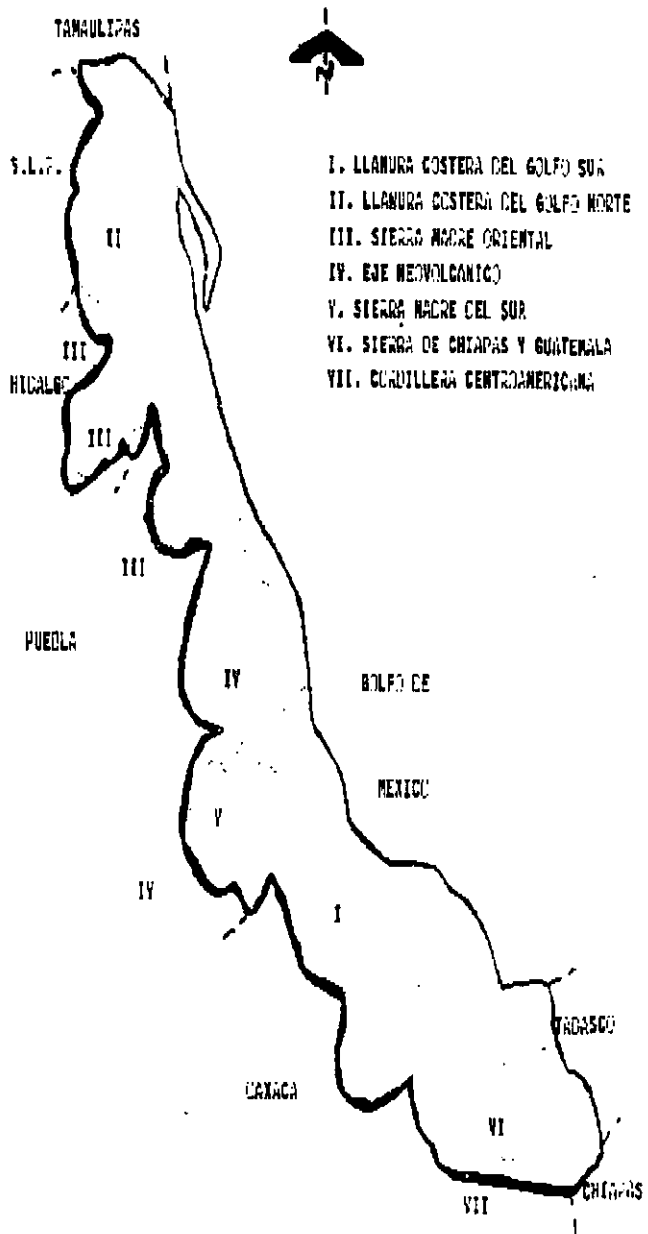 TAMAULIPAS
N
S.L.P.
I. LLANURA COSTERA DEL GOLFO SUR
II. LLANURA COSTERA DEL GOLFO NORTE
III. SIERRA MADRE ORIENTAL
IV. EJE NEOVOLCANICO
V. SIERRA MADRE DEL SUR
VI. SIERRA DE CHIAPAS Y GUATEMALA
VII. CORDILLERA CENTROAMERICANA
II
III
HIDALGO
III
III
PUEBLA
IV
GOLFO DE
MEXICO
V
IV
I
TABASCO
OAXACA
VI
CHIAPAS
VII